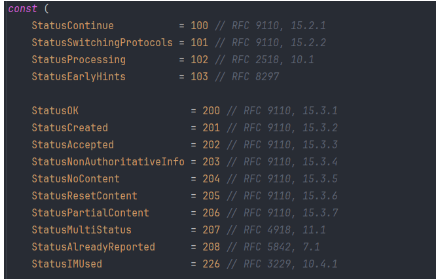 const (
StatusContinue = 100 // RFC 9110, 15.2.1
StatusSwitchingProtocols = 101 // RFC 9110, 15.2.2
StatusProcessing = 102 // RFC 2518, 10.1
StatusEarlyHints = 103 // RFC 8297
StatusOK = 200 // RFC 9110, 15.3.1
StatusCreated = 201 // RFC 9110, 15.3.2
StatusAccepted = 202 // RFC 9110, 15.3.3
StatusNonAuthoritativeInfo = 203 // RFC 9110, 15.3.4
StatusNoContent = 204 // RFC 9110, 15.3.5
StatusResetContent = 205 // RFC 9110, 15.3.6
StatusPartialContent = 206 // RFC 9110, 15.3.7
StatusMultiStatus = 207 // RFC 4918, 11.1
StatusAlreadyReported = 208 // RFC 5842, 7.1
StatusIMUsed = 226 // RFC 3229, 10.4.1